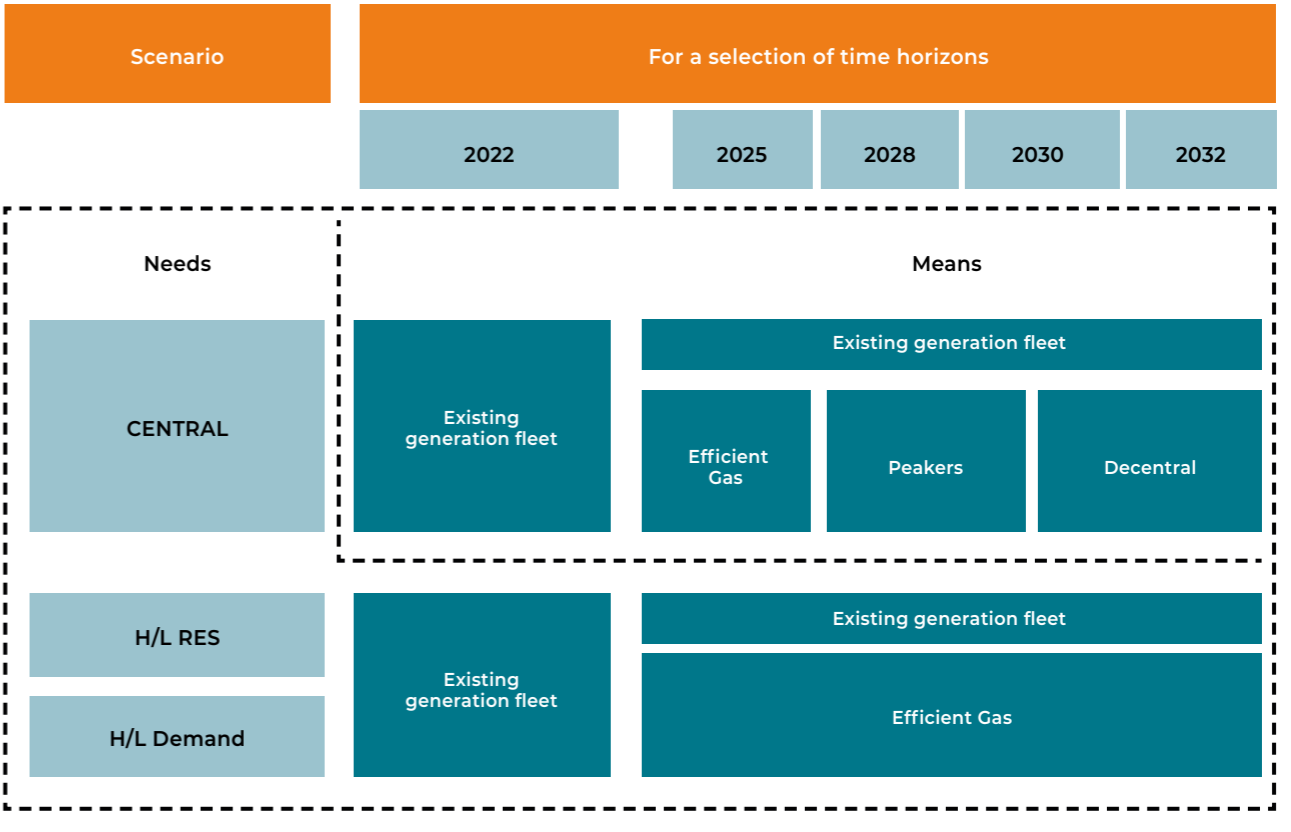 Scenario
For a selection of time horizons
2022
2025
2028
2030
2032
Needs
Means
CENTRAL
Existing
generation fleet
Existing generation fleet
Efficient
Gas
Peakers
Decentral
H/L RES
H/L Demand
Existing
generation fleet
Existing generation fleet
Efficient Gas